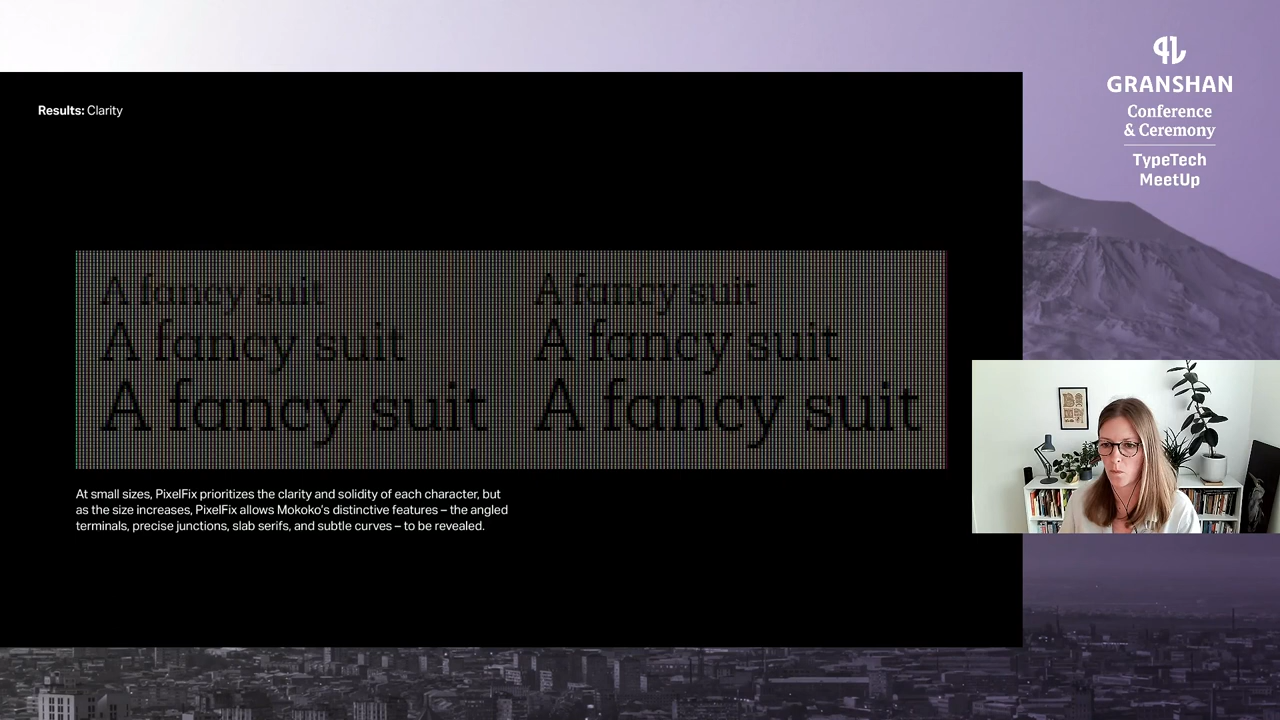 Results: Clarity
A fancy suit
A fancy suit
A fancy suit
A fancy suit
A fancy suit
A fancy suit
At small sizes, PixelFix prioritizes the clarity and solidity of each character, but
as the size increases, PixelFix allows Mokoko's distinctive features – the angled
terminals, precise junctions, slab serifs, and subtle curves – to be revealed.
GRANSHAN
Conference
& Ceremony
TypeTech
MeetUp